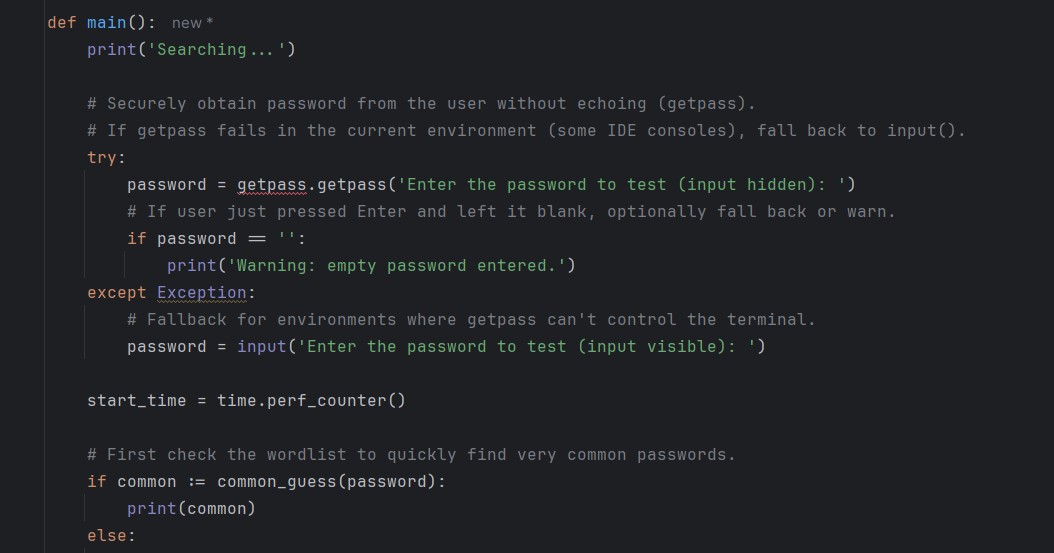 def main():   new *
    print('Searching...')

    # Securely obtain password from the user without echoing (getpass).
    # If getpass fails in the current environment (some IDE consoles), fall back to input().
    try:
        password = getpass.getpass('Enter the password to test (input hidden): ')
        # If user just pressed Enter and left it blank, optionally fall back or warn.
        if password == '':
            print('Warning: empty password entered.')
    except Exception:
        # Fallback for environments where getpass can't control the terminal.
        password = input('Enter the password to test (input visible): ')

    start_time = time.perf_counter()

    # First check the wordlist to quickly find very common passwords.
    if common := common_guess(password):
        print(common)
    else: